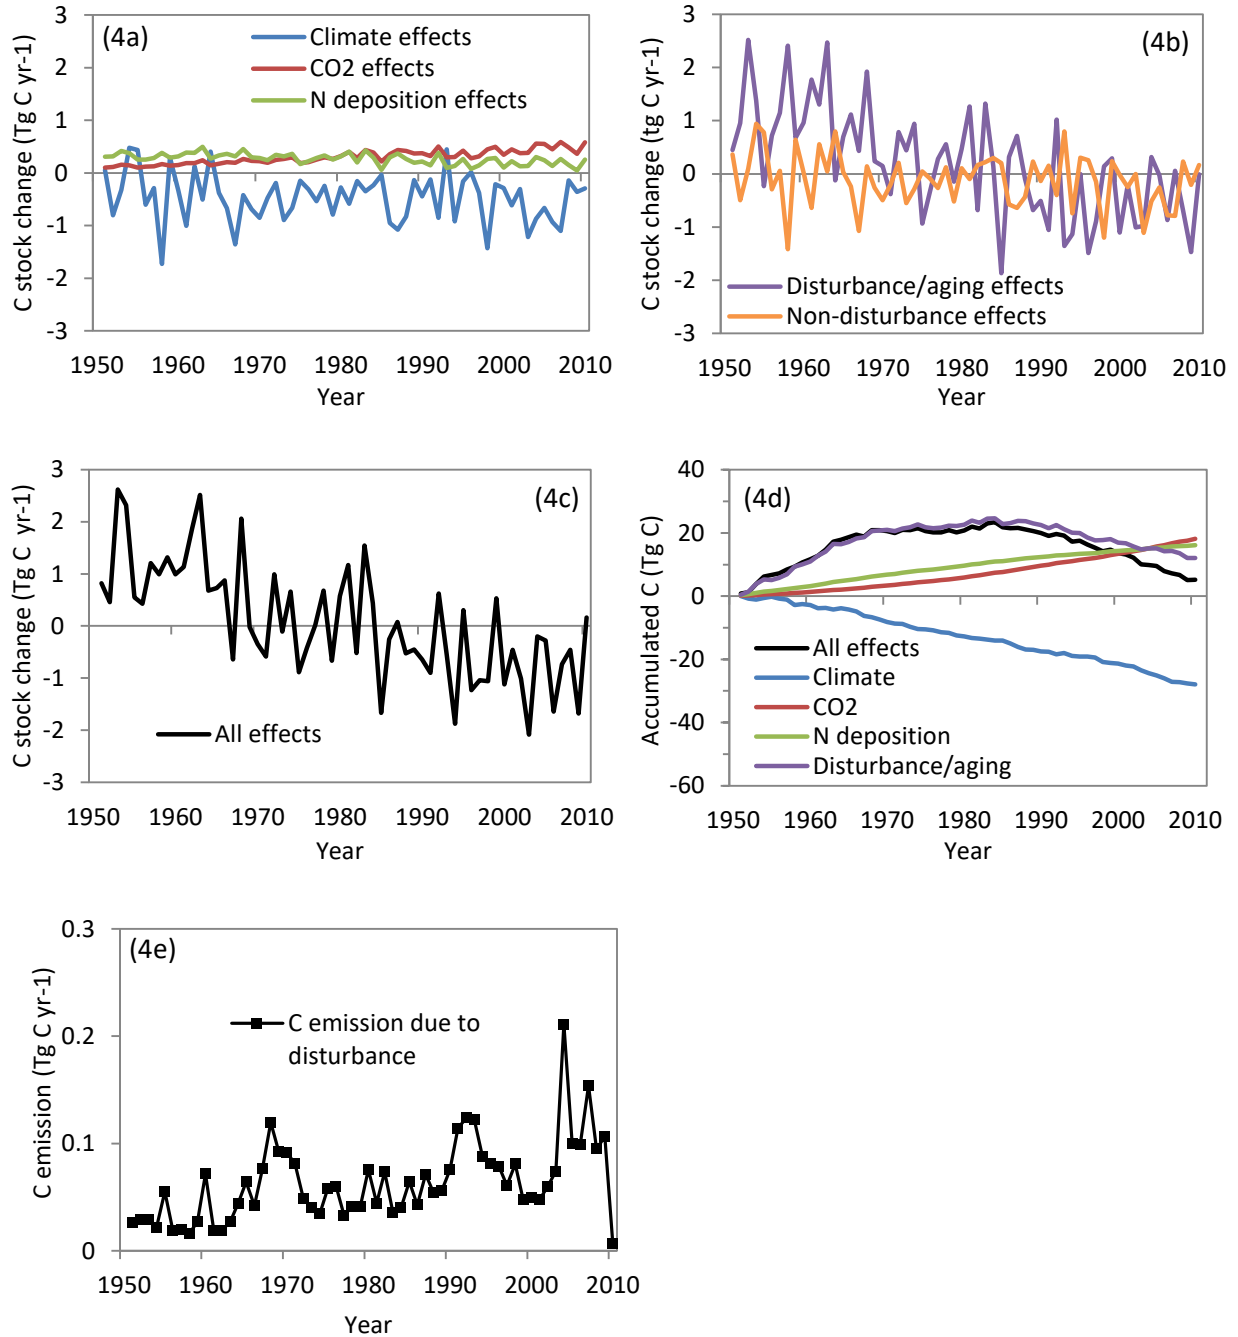 (4a)
C stock change (Tg C yr-1)
3
2
1
0
-1
-2
-3
Climate effects
CO2 effects
N deposition effects
1950 1960 1970 1980 1990 2000 2010
Year
(4b)
C stock change (tg C yr-1)
3
2
1
0
-1
-2
-3
Disturbance/aging effects
Non-disturbance effects
1950 1960 1970 1980 1990 2000 2010
Year
(4c)
C stock change (Tg C yr-1)
3
2
1
0
-1
-2
-3
All effects
1950 1960 1970 1980 1990 2000 2010
Year
(4d)
Accumulated C (Tg C)
40
20
0
-20
-40
-60
All effects
Climate
CO2
N deposition
Disturbance/aging
1950 1960 1970 1980 1990 2000 2010
Year
(4e)
C emission (Tg C yr-1)
0.3
0.2
0.1
0
C emission due to
disturbance
1950 1960 1970 1980 1990 2000 2010
Year